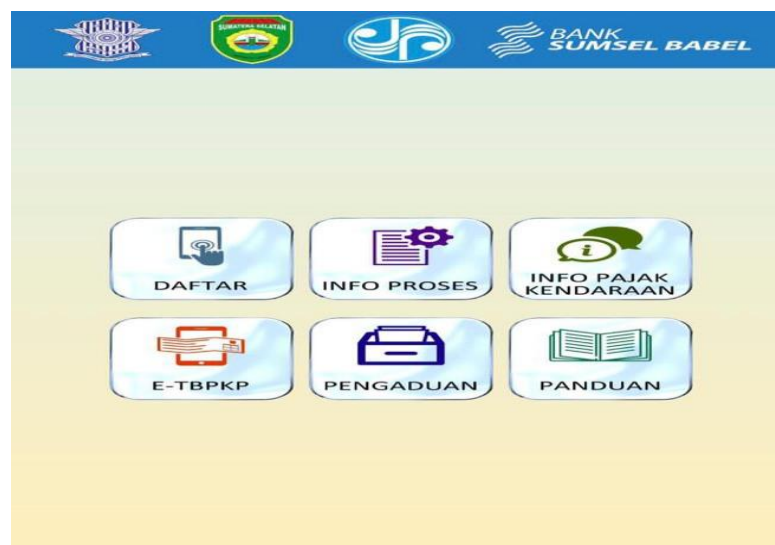 SUMATERA SELATAN
BANK
SUMSEL BABEL
DAFTAR
INFO PROSES
INFO PAJAK
KENDARAAN
E-TBPKP
PENGADUAN
PANDUAN